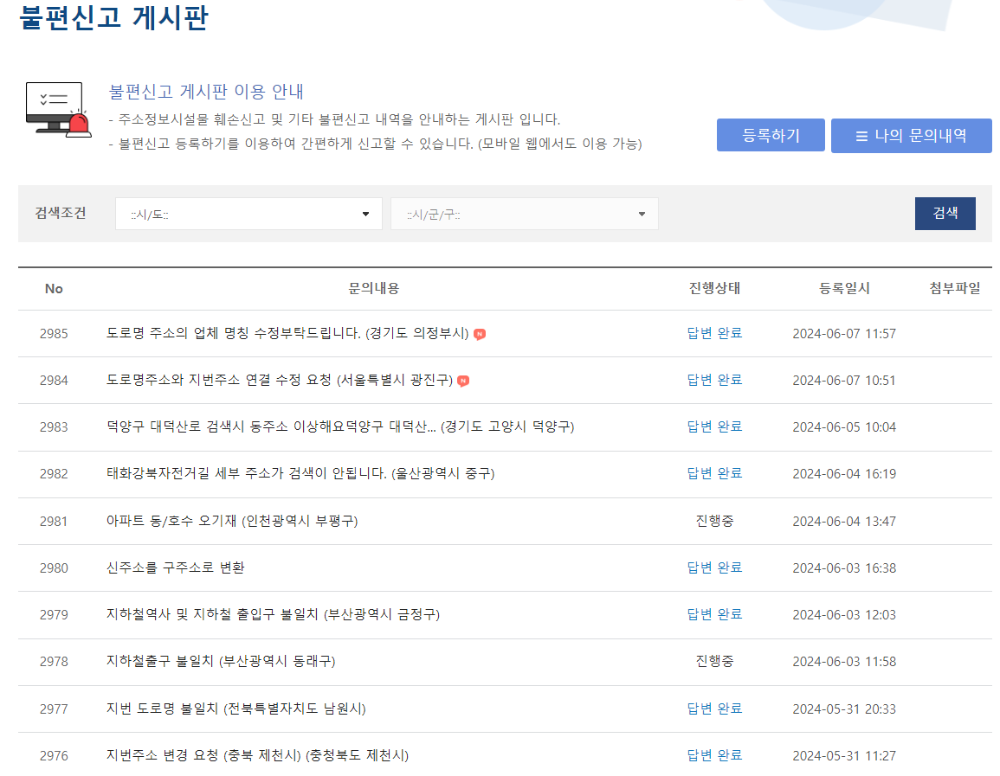 불편신고 게시판
불편신고 게시판 이용 안내
- 주소정보시설물 훼손신고 및 기타 불편신고 내역을 안내하는 게시판 입니다.
- 불편신고 등록하기를 이용하여 간편하게 신고할 수 있습니다. (모바일 웹에서도 이용 가능)
등록하기 나의 문의내역
검색조건 ::시/도:: ::시/군/구:: 검색
No 문의내용 진행상태 등록일시 첨부파일
2985 도로명 주소의 업체 명칭 수정부탁드립니다. (경기도 의정부시) N 답변 완료 2024-06-07 11:57
2984 도로명주소와 지번주소 연결 수정 요청 (서울특별시 광진구) N 답변 완료 2024-06-07 10:51
2983 덕양구 대덕산로 검색시 동주소 이상해요덕양구 대덕산... (경기도 고양시 덕양구) 답변 완료 2024-06-05 10:04
2982 태화강북자전거길 세부 주소가 검색이 안됩니다. (울산광역시 중구) 답변 완료 2024-06-04 16:19
2981 아파트 동/호수 오기재 (인천광역시 부평구) 진행중 2024-06-04 13:47
2980 신주소를 구주소로 변환 답변 완료 2024-06-03 16:38
2979 지하철역사 및 지하철 출입구 불일치 (부산광역시 금정구) 답변 완료 2024-06-03 12:03
2978 지하철출구 불일치 (부산광역시 동래구) 진행중 2024-06-03 11:58
2977 지번 도로명 불일치 (전북특별자치도 남원시) 답변 완료 2024-05-31 20:33
2976 지번주소 변경 요청 (충북 제천시) (충청북도 제천시) 답변 완료 2024-05-31 11:27